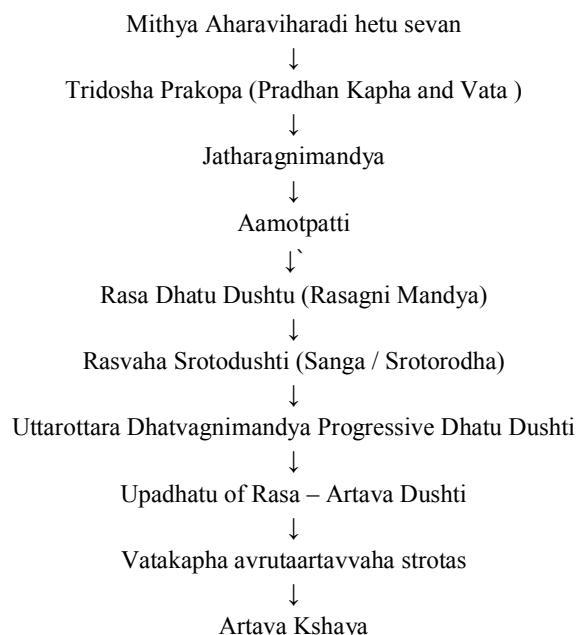 Mithya Aharaviharadi hetu sevan
↓
Tridosha Prakopa (Pradhan Kapha and Vata )
↓
Jatharagnimandya
↓
Aamotpatti
↓`
Rasa Dhatu Dushtu (Rasagni Mandya)
↓
Rasvaha Srotodushti (Sanga / Srotorodha)
↓
Uttarottara Dhatvagnimandya Progressive Dhatu Dushti
↓
Upadhatu of Rasa – Artava Dushti
↓
Vatakapha avrutaartavvaha strotas
↓
Artava Kshaya